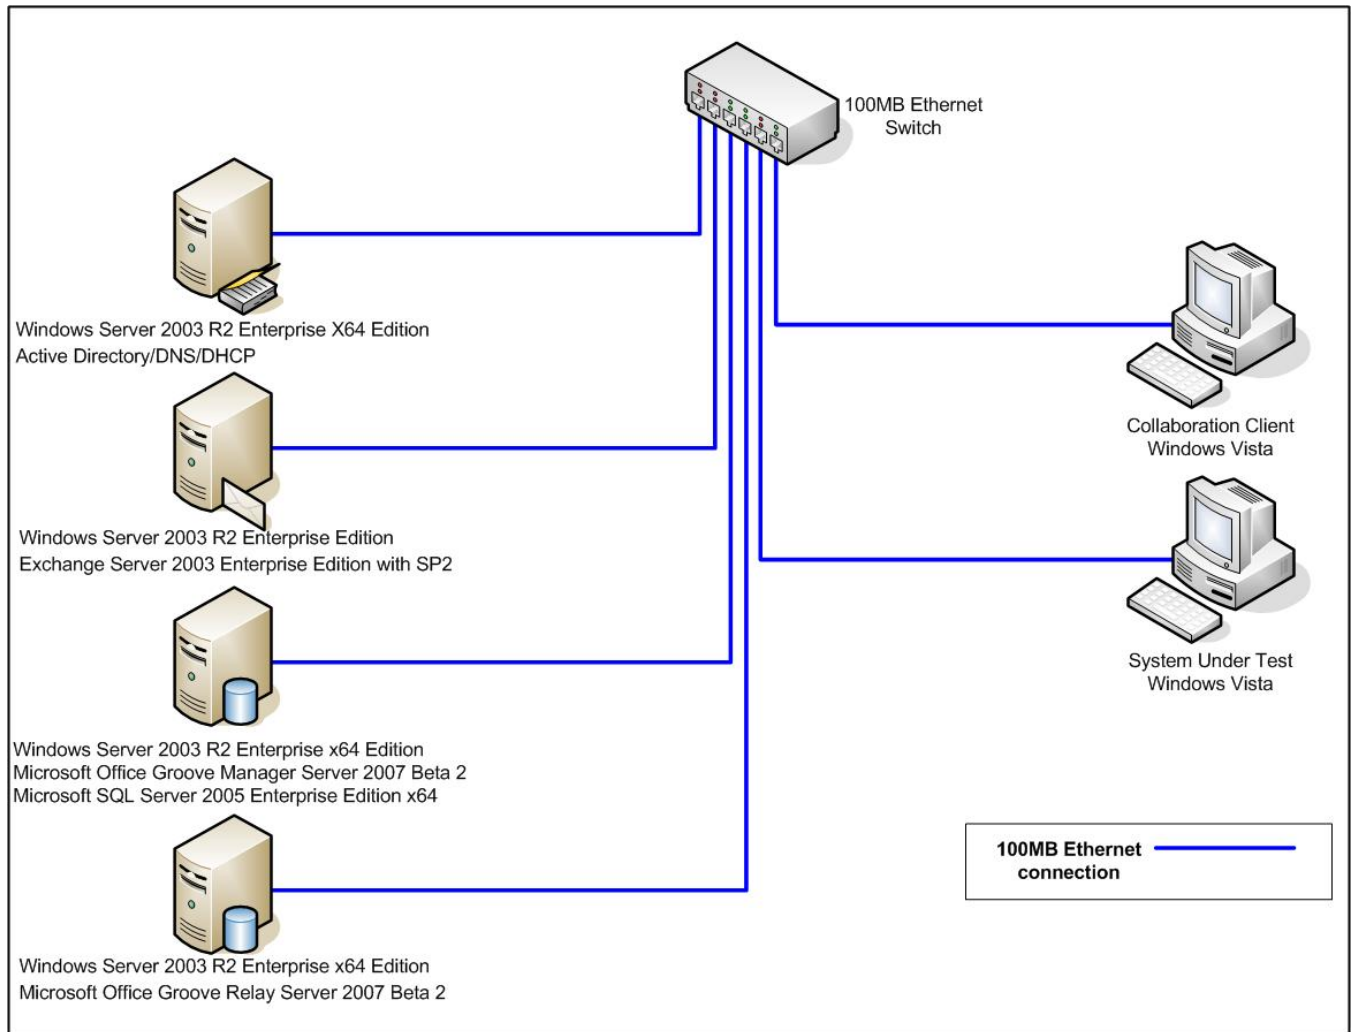 100MB Ethernet
Switch
Windows Server 2003 R2 Enterprise X64 Edition
Active Directory/DNS/DHCP
Collaboration Client
Windows Vista
Windows Server 2003 R2 Enterprise Edition
Exchange Server 2003 Enterprise Edition with SP2
System Under Test
Windows Vista
Windows Server 2003 R2 Enterprise x64 Edition
Microsoft Office Groove Manager Server 2007 Beta 2
Microsoft SQL Server 2005 Enterprise Edition x64
100MB Ethernet
connection
Windows Server 2003 R2 Enterprise x64 Edition
Microsoft Office Groove Relay Server 2007 Beta 2